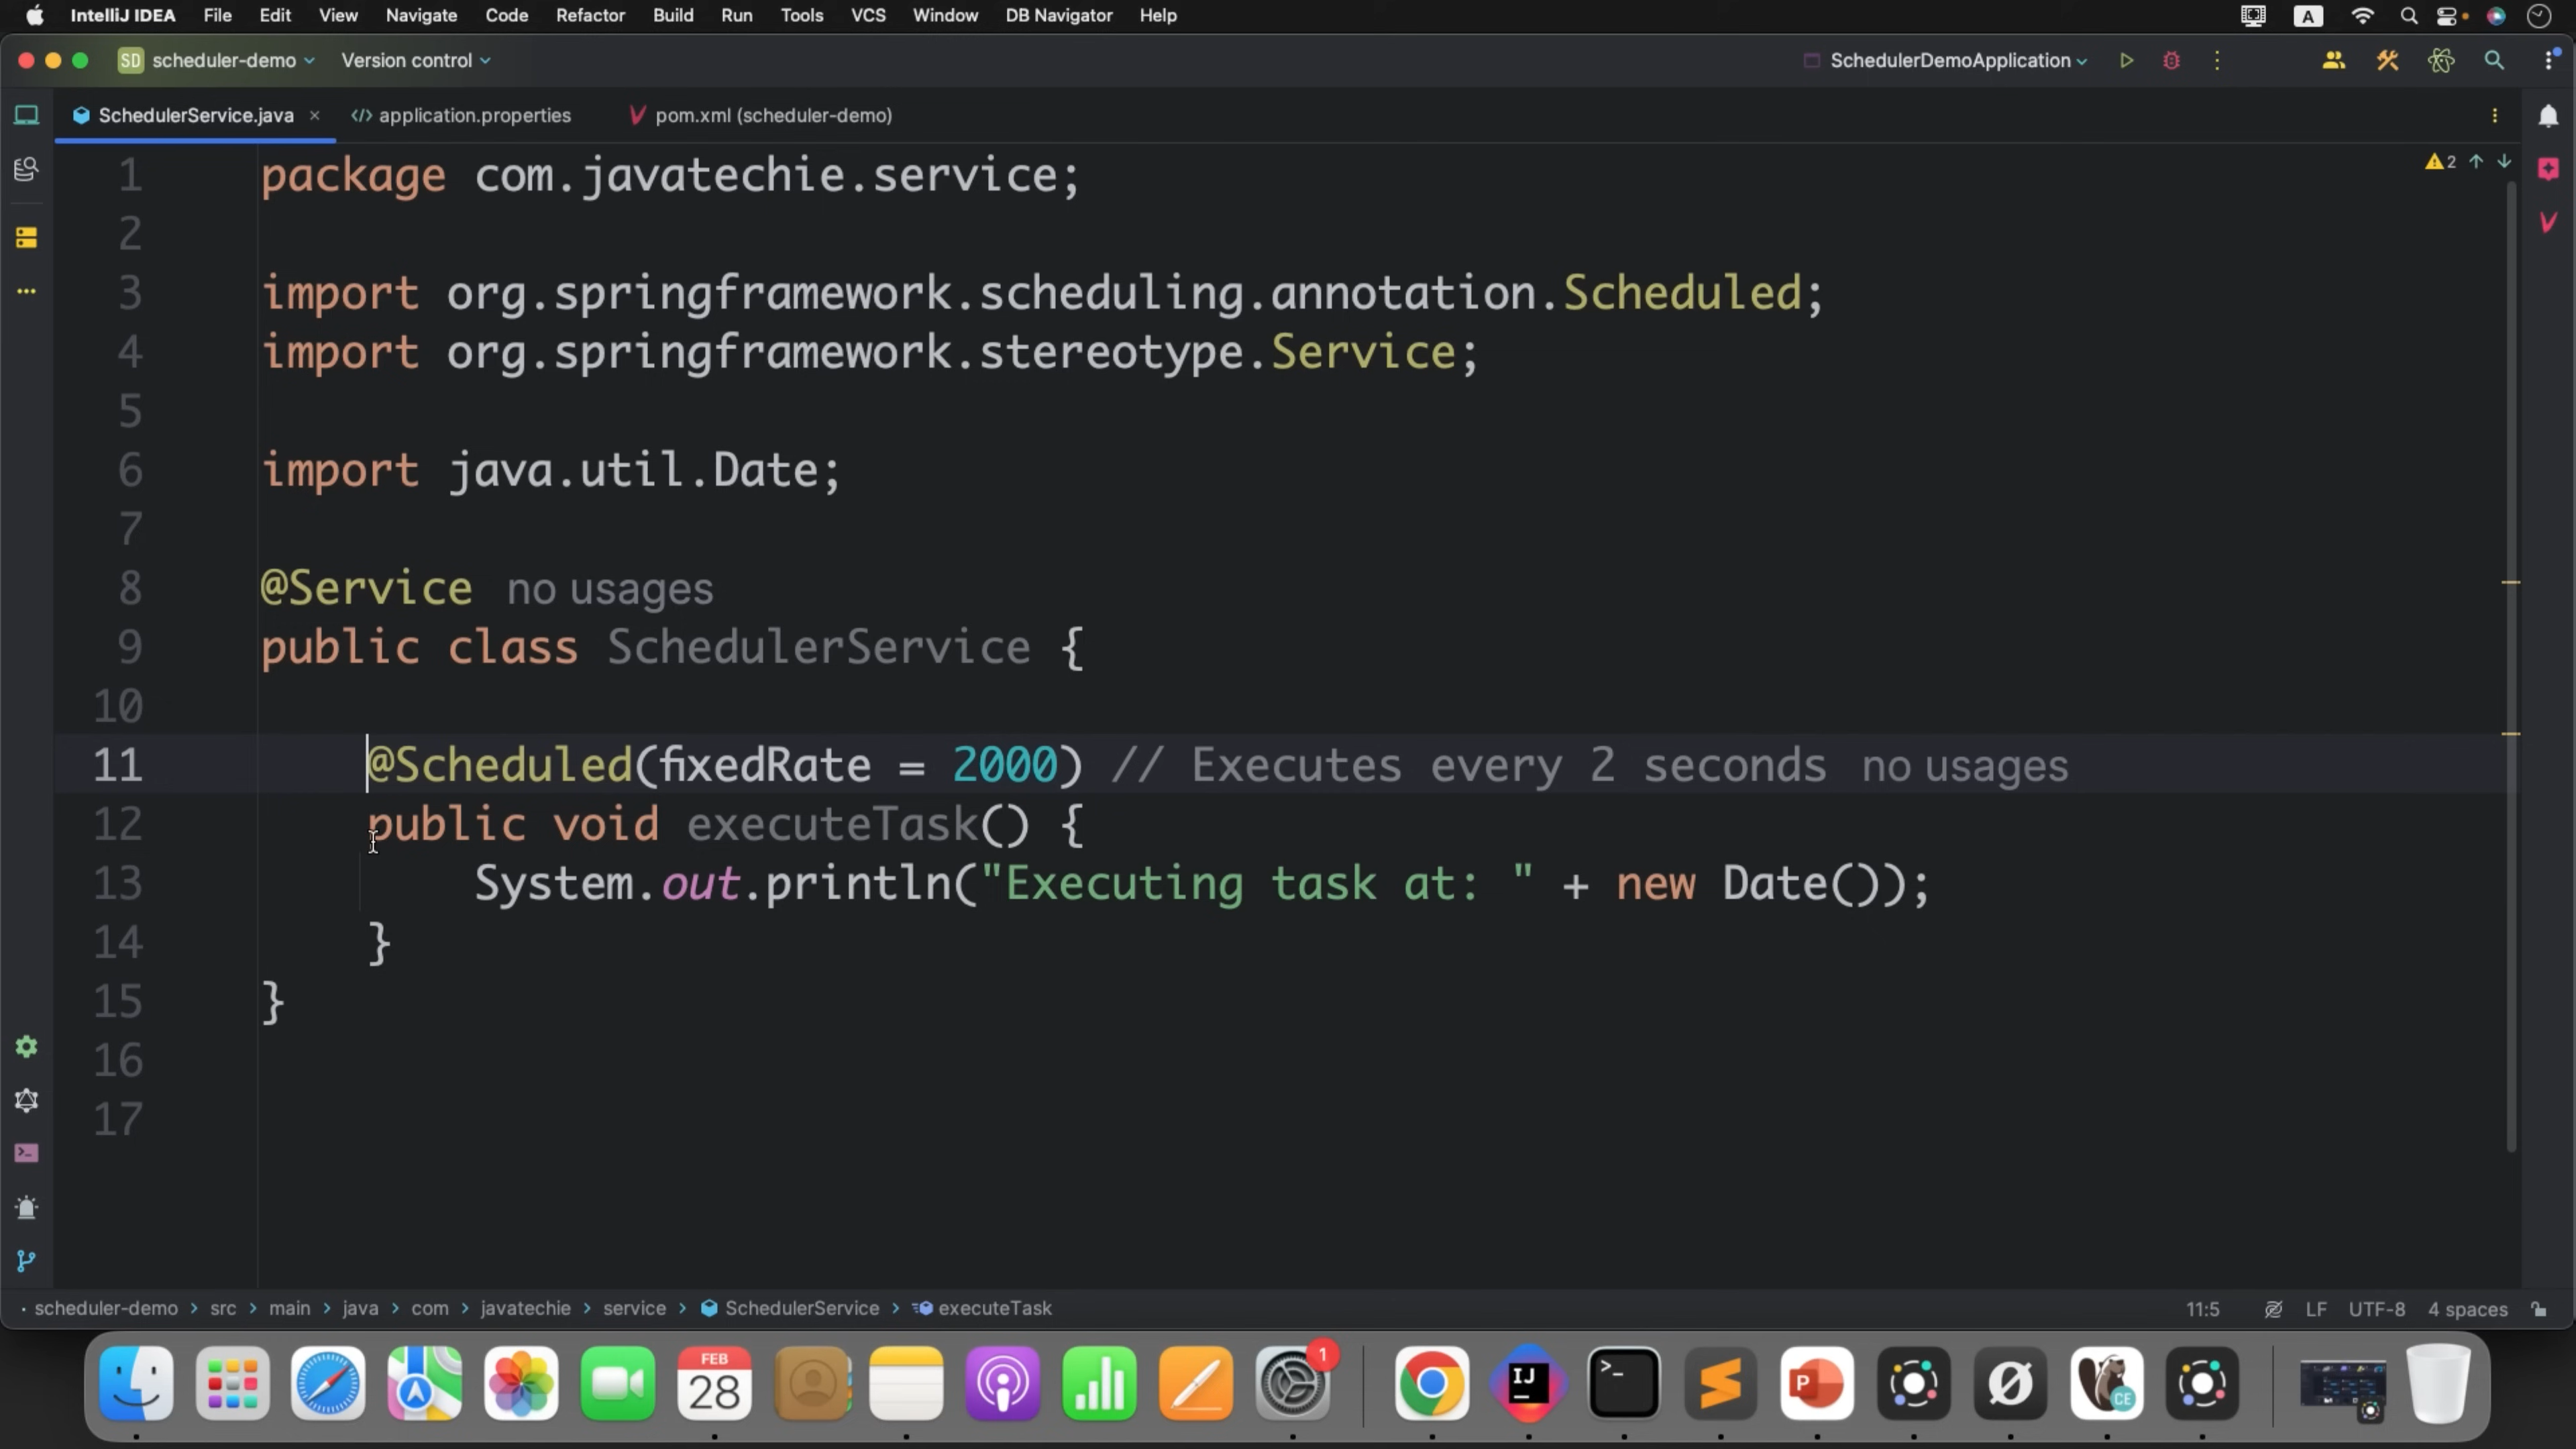 IntelliJ IDEA File Edit View Navigate Code Refactor Build Run Tools VCS Window DB Navigator Help A
SD scheduler-demo Version control SchedulerDemoApplication
SchedulerService.java application.properties pom.xml (scheduler-demo)
2
1 package com.javatechie.service;
2
3 import org.springframework.scheduling.annotation.Scheduled;
4 import org.springframework.stereotype.Service;
5
6 import java.util.Date;
7
8 @Service no usages
9 public class SchedulerService {
10
11 @Scheduled(fixedRate = 2000) // Executes every 2 seconds no usages
12 public void executeTask() {
13 System.out.println("Executing task at: " + new Date());
14 }
15 }
16
17
scheduler-demo > src > main > java > com > javatechie > service > SchedulerService > executeTask 11:5 LF UTF-8 4 spaces
FEB
28
1
IJ
>_
P
CE